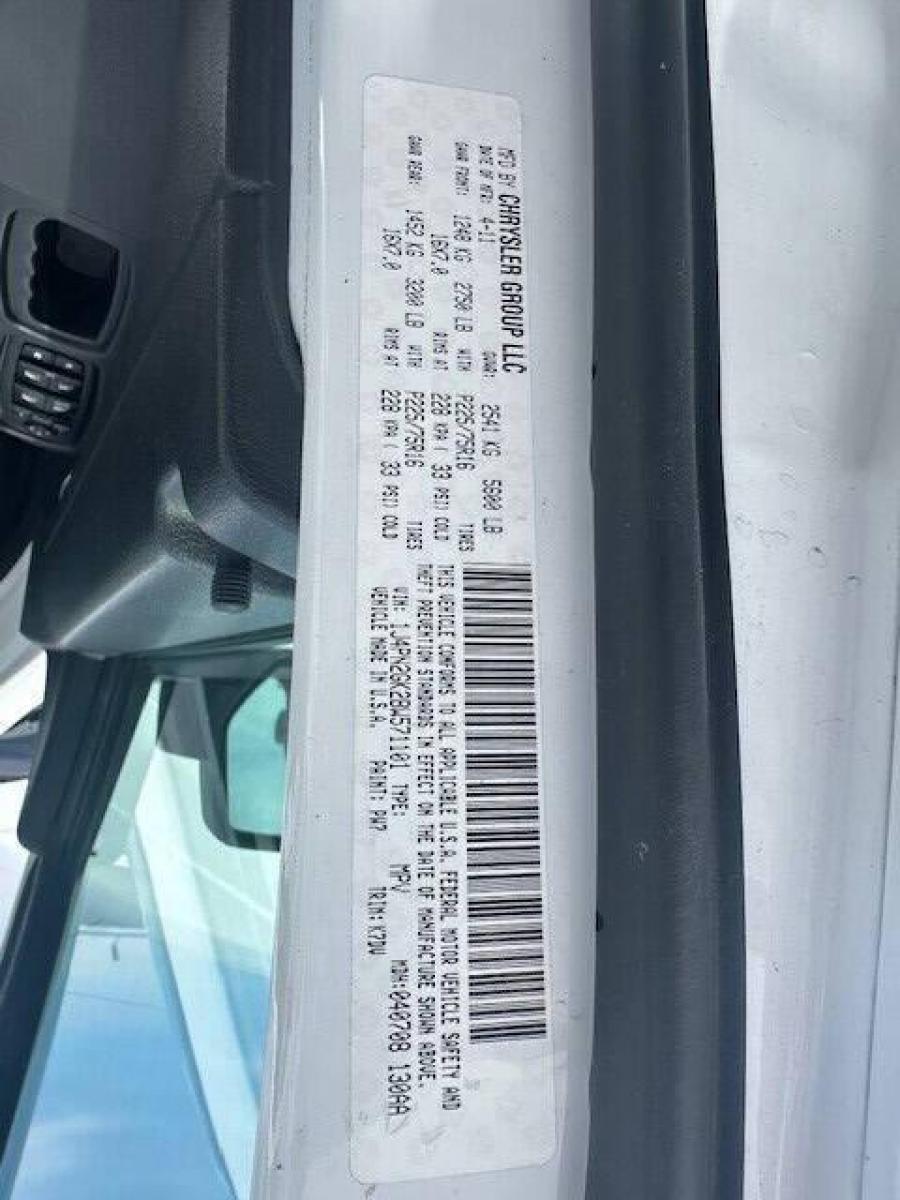 MFD BY CHRYSLER GROUP LLC
DATE OF MFR: 4-11 GVWR: 2541 KG 5600 LB
GAWR FRONT: 1248 KG 2750 LB WITH P225/75R16 TIRES
16X7.0 RIMS AT 228 KPA ( 33 PSI) COLD
GAWR REAR: 1452 KG 3200 LB WITH P225/75R16 TIRES
16X7.0 RIMS AT 228 KPA ( 33 PSI) COLD
THIS VEHICLE CONFORMS TO ALL APPLICABLE U.S.A. FEDERAL MOTOR VEHICLE SAFETY AND
THEFT PREVENTION STANDARDS IN EFFECT ON THE DATE OF MANUFACTURE SHOWN ABOVE.
VIN: 1J4PN2GK2BW571101 TYPE: MPV MDH: 040708 130AA
VEHICLE MADE IN U.S.A. PAINT: PW7 TRIM: K7DV